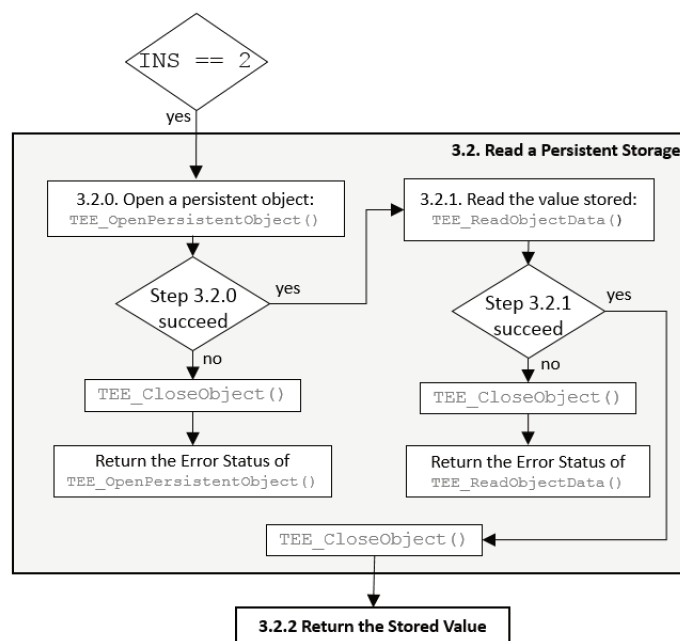 INS == 2
yes
3.2. Read a Persistent Storage
3.2.0. Open a persistent object:
TEE_OpenPersistentObject()
3.2.1. Read the value stored:
TEE_ReadObjectData()
Step 3.2.0
succeed
yes
no
Step 3.2.1
succeed
yes
no
TEE_CloseObject()
TEE_CloseObject()
Return the Error Status of
TEE_OpenPersistentObject()
Return the Error Status of
TEE_ReadObjectData()
TEE_CloseObject()
3.2.2 Return the Stored Value